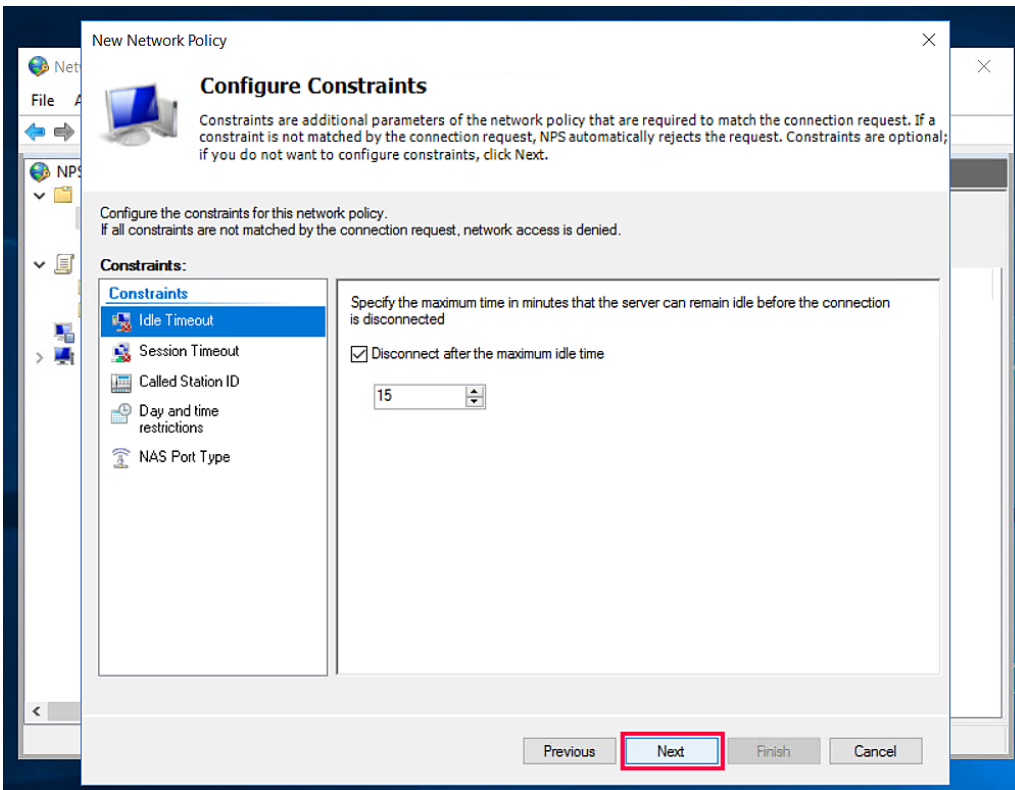 New Network Policy
Configure Constraints
Constraints are additional parameters of the network policy that are required to match the connection request. If a
constraint is not matched by the connection request, NPS automatically rejects the request. Constraints are optional;
if you do not want to configure constraints, click Next.
Net
File
NPS
Configure the constraints for this network policy.
If all constraints are not matched by the connection request, network access is denied.
Constraints:
Constraints
Idle Timeout
Session Timeout
Called Station ID
Day and time
restrictions
NAS Port Type
Specify the maximum time in minutes that the server can remain idle before the connection
is disconnected
Disconnect after the maximum idle time
15
Previous
Next
Finish
Cancel